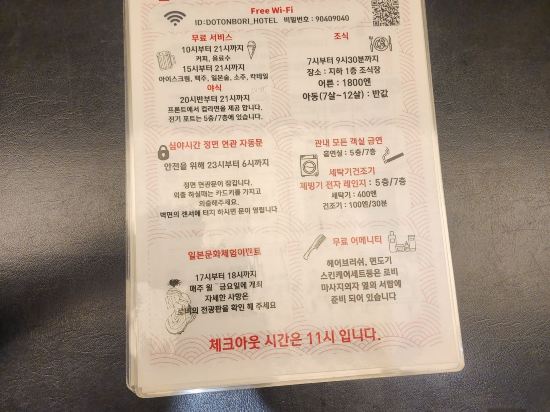 Free Wi-Fi
ID:DOTONBORI_HOTEL 비밀번호 : 90409040
무료 서비스
10시부터 21시까지
커피, 음료수
15시부터 21시까지
아이스크림, 맥주, 일본술, 소주, 칵테일
야식
20시반부터 21시까지
프론트에서 컵라면을 제공 합니다.
전기 포트는 5층/7층에 있습니다.
조식
7시부터 9시30분까지
장소 : 지하 1층 조식장
어른 : 1800엔
아동(7살~12살) : 반값
심야시간 정면 현관 자동문
안전을 위해 23시부터 6시까지
정면 현관문이 잠깁니다.
외출 하실때는 카드키를 가지고
외출해주세요.
벽면의 센서에 터치 하시면 문이 열립니다
관내 모든 객실 금연
흡연실 : 5층/7층
세탁기건조기
제빙기 전자 레인지 : 5층/7층
세탁기 : 400엔
건조기 : 100엔/30분
일본문화체험이벤트
17시부터 18시까지
매주 월 금요일에 개최
자세한 사항은
로비의 전광판을 확인 해 주세요
무료 어메니티
헤어브러쉬, 면도기
스킨케어세트등은 로비
마사지의자 옆의 서랍에
준비 되어 있습니다
체크아웃 시간은 11시 입니다.